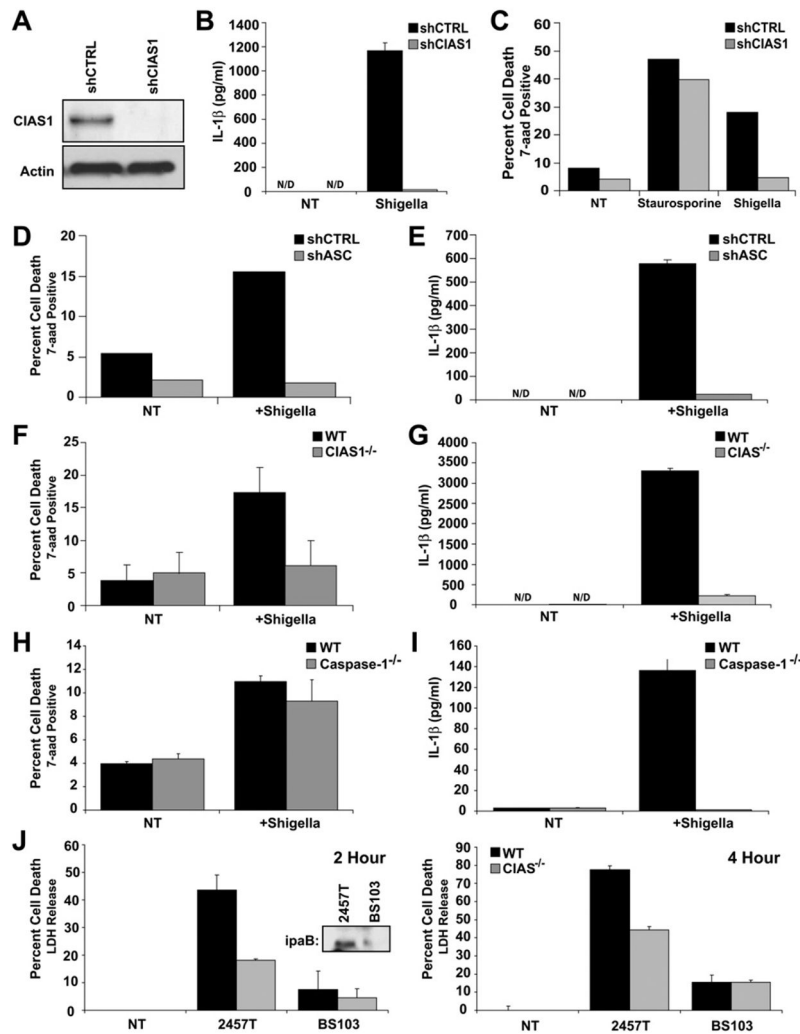 A
shCTRL
shCIAS1
CIAS1
Actin
B
IL-1β (pg/ml)
1400
1200
1000
800
600
400
200
0
shCTRL
shCIAS1
N/D
N/D
NT
Shigella
C
Percent Cell Death
7-aad Positive
60
50
40
30
20
10
0
shCTRL
shCIAS1
NT
Staurosporine
Shigella
D
Percent Cell Death
7-aad Positive
20
15
10
5
0
shCTRL
shASC
NT
+Shigella
E
IL-1β (pg/ml)
700
600
500
400
300
200
100
0
shCTRL
shASC
N/D
N/D
NT
+Shigella
F
Percent Cell Death
7-aad Positive
25
20
15
10
5
0
WT
CIAS1-/-
NT
+Shigella
G
IL-1β (pg/ml)
4000
3500
3000
2500
2000
1500
1000
500
0
WT
CIAS-/-
N/D
N/D
NT
+Shigella
H
Percent Cell Death
7-aad Positive
14
12
10
8
6
4
2
0
WT
Caspase-1-/-
NT
+Shigella
I
IL-1β (pg/ml)
160
140
120
100
80
60
40
20
0
WT
Caspase-1 -/-
NT
+Shigella
J
Percent Cell Death
LDH Release
60
50
40
30
20
10
0
2 Hour
2457T
BS103
ipaB:
NT
2457T
BS103
Percent Cell Death
LDH Release
90
80
70
60
50
40
30
20
10
0
WT
CIAS-/-
4 Hour
NT
2457T
BS103